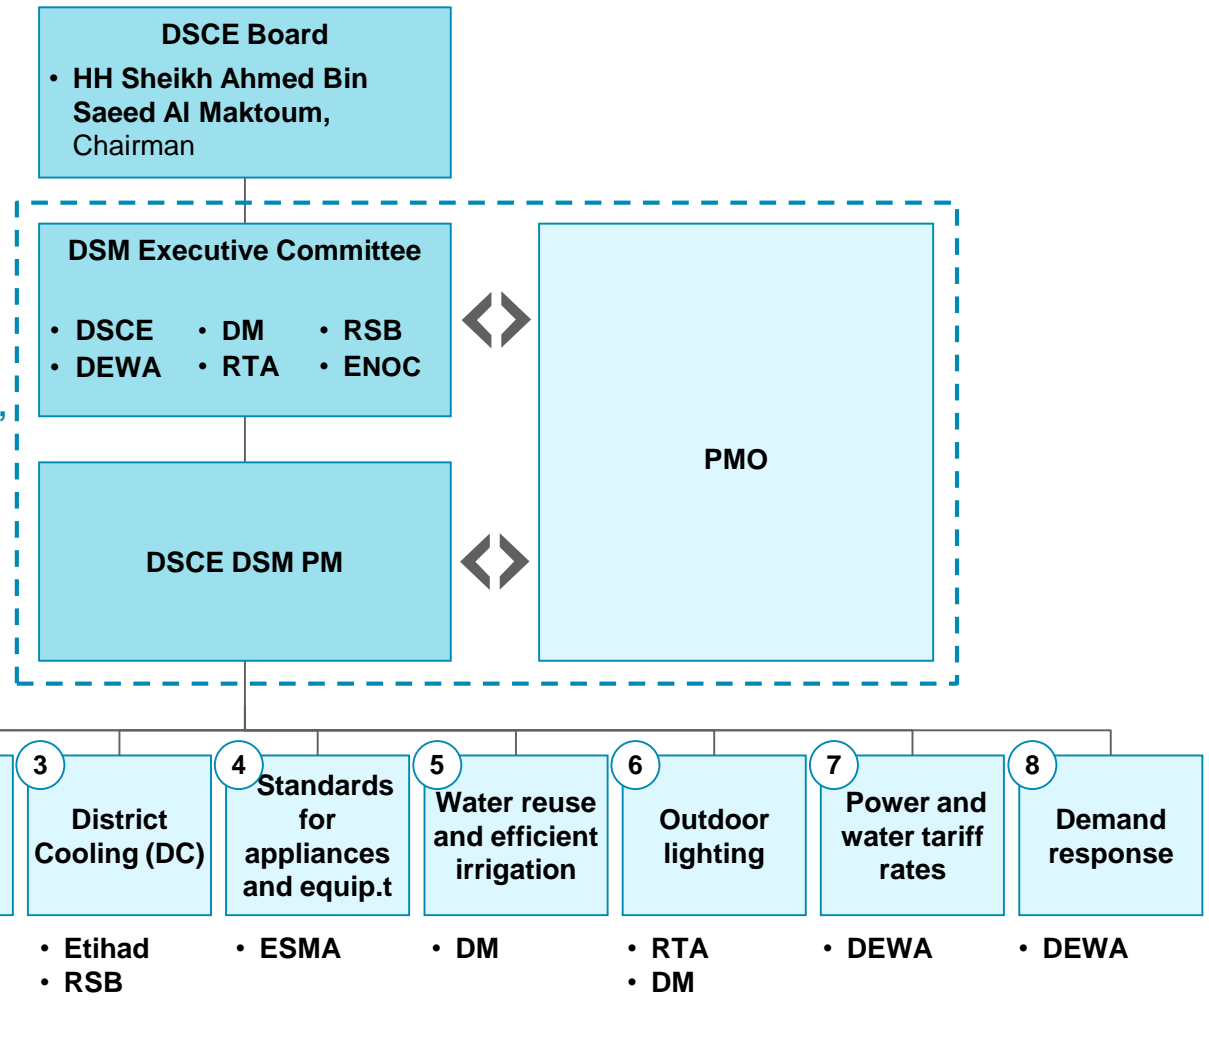 DSCE Board
• HH Sheikh Ahmed Bin
Saeed Al Maktoum,
Chairman
DSM Executive Committee
• DSCE • DM • RSB
• DEWA • RTA • ENOC
,
PMO
DSCE DSM PM
3
District
Cooling (DC)
• Etihad
• RSB
4
Standards
for
appliances
and equip.t
• ESMA
5
Water reuse
and efficient
irrigation
• DM
6
Outdoor
lighting
• RTA
• DM
7
Power and
water tariff
rates
• DEWA
8
Demand
response
• DEWA